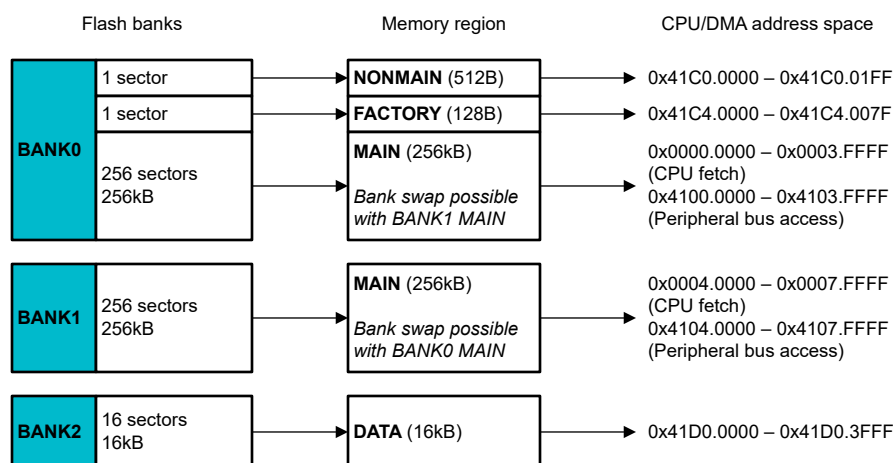 Flash banks
Memory region
CPU/DMA address space
BANK0
1 sector
NONMAIN (512B)
0x41C0.0000 – 0x41C0.01FF
1 sector
FACTORY (128B)
0x41C4.0000 – 0x41C4.007F
256 sectors
256kB
MAIN (256kB)
Bank swap possible
with BANK1 MAIN
0x0000.0000 – 0x0003.FFFF
(CPU fetch)
0x4100.0000 – 0x4103.FFFF
(Peripheral bus access)
BANK1
256 sectors
256kB
MAIN (256kB)
Bank swap possible
with BANK0 MAIN
0x0004.0000 – 0x0007.FFFF
(CPU fetch)
0x4104.0000 – 0x4107.FFFF
(Peripheral bus access)
BANK2
16 sectors
16kB
DATA (16kB)
0x41D0.0000 – 0x41D0.3FFF